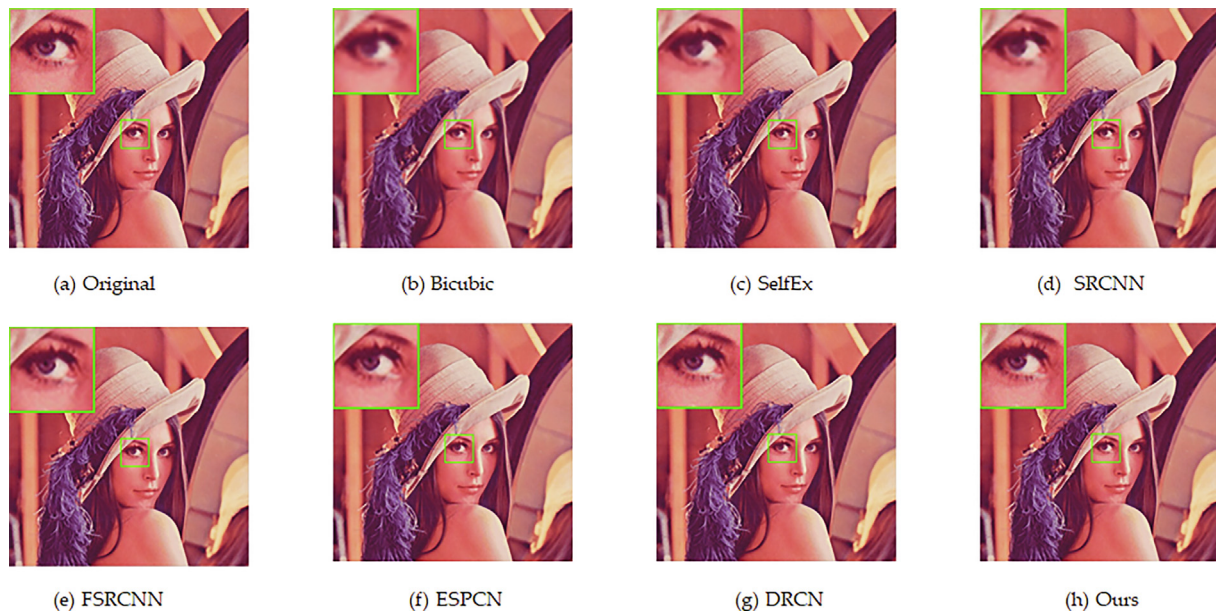 (a) Original
(b) Bicubic
(c) SelfEx
(d) SRCNN
(e) FSRCNN
(f) ESPCN
(g) DRCN
(h) Ours